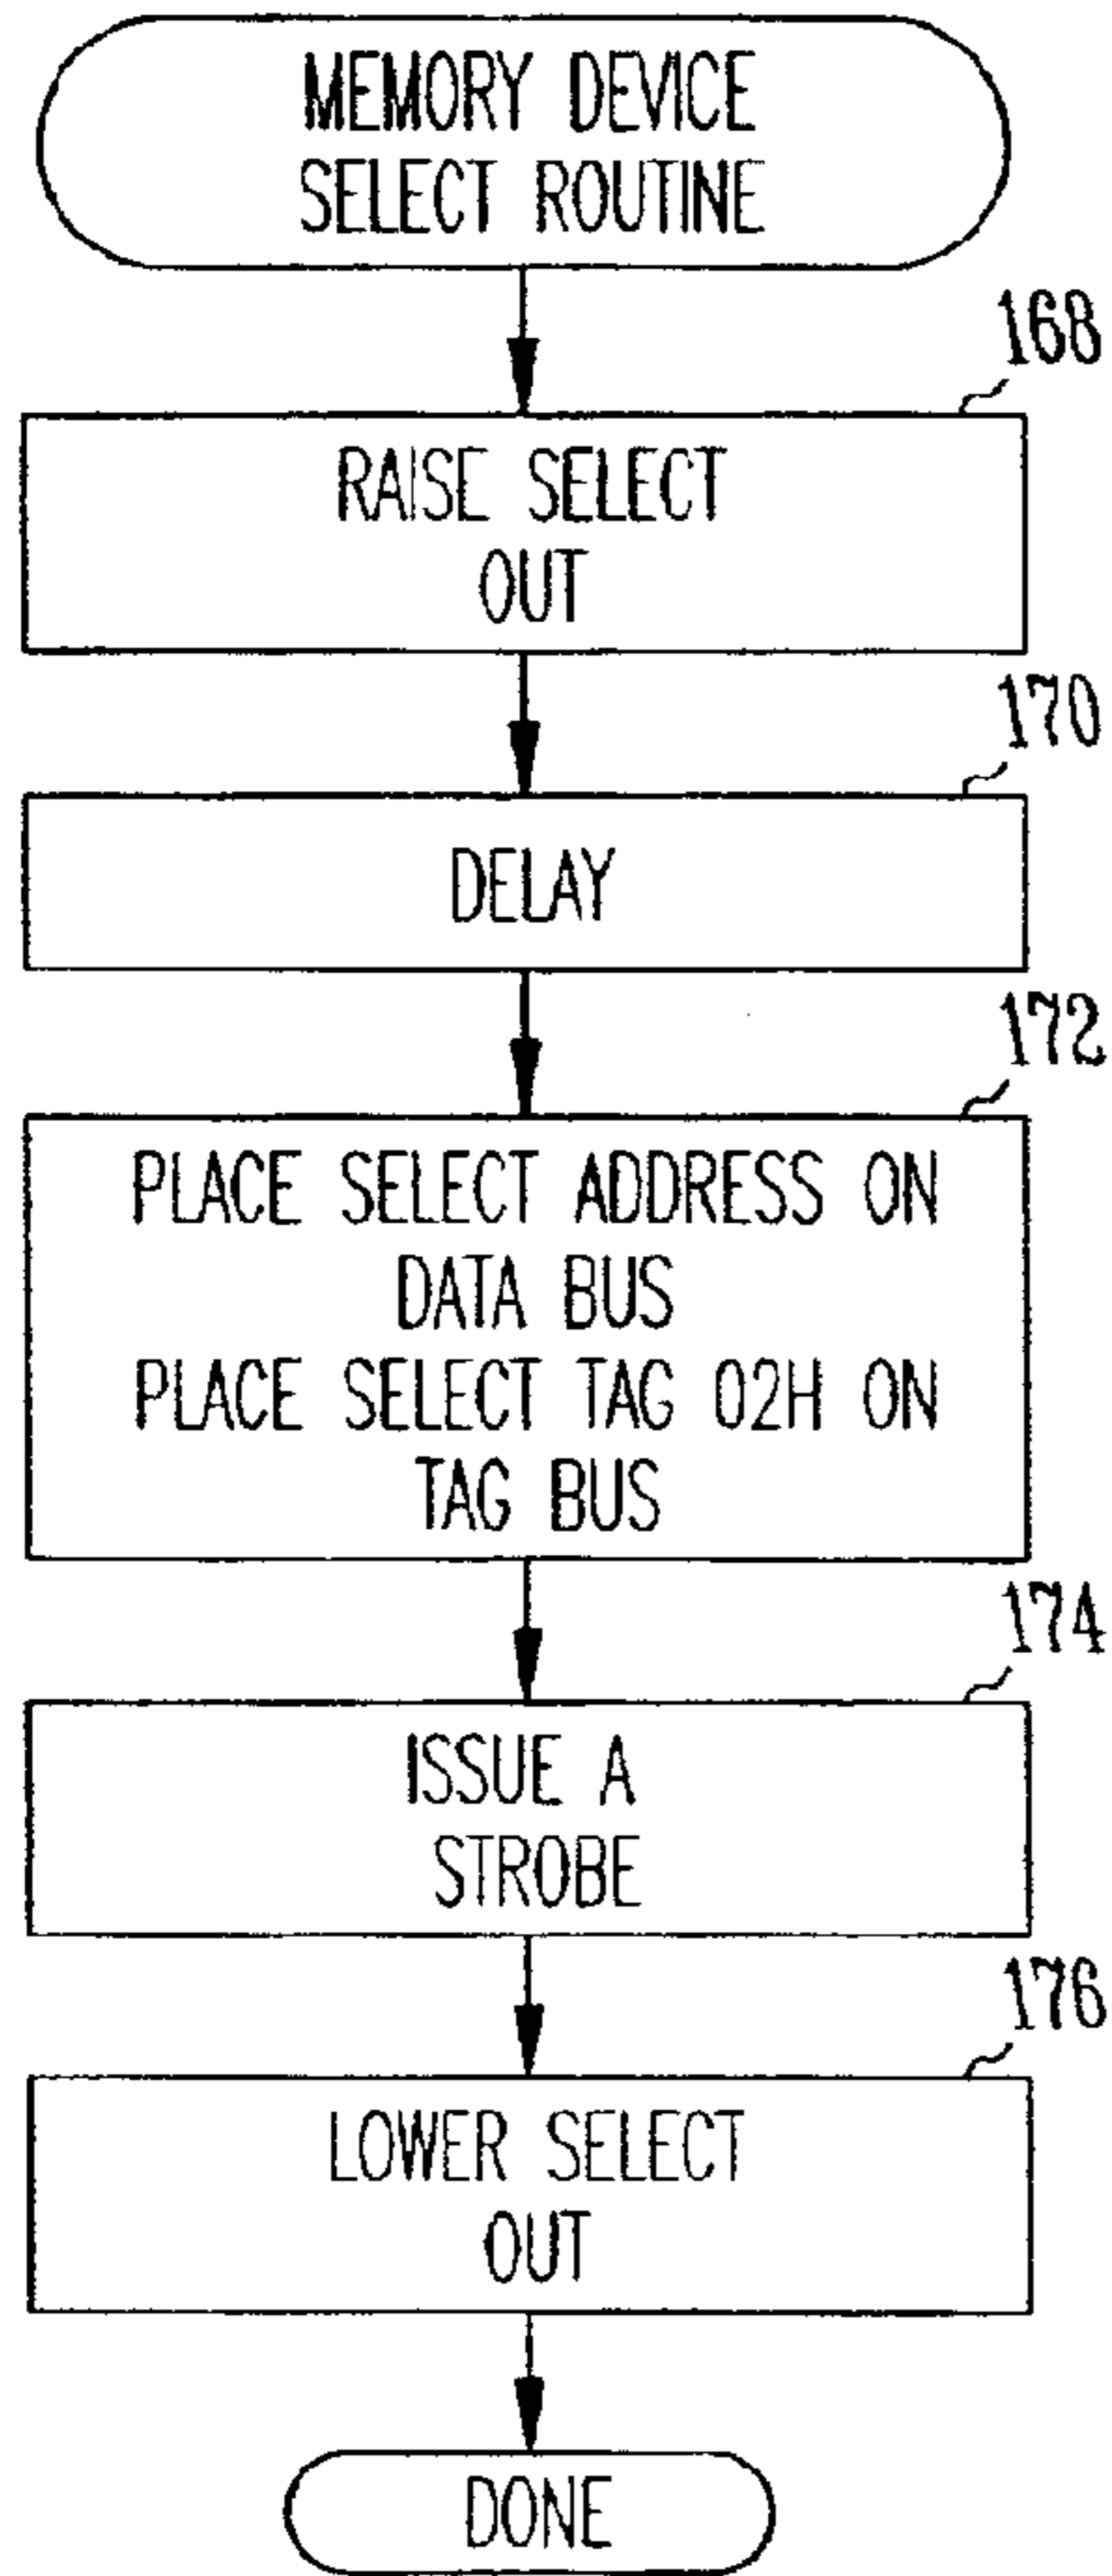 MEMORY DEVICE
SELECT ROUTINE
168
RAISE SELECT
OUT
170
DELAY
172
PLACE SELECT ADDRESS ON
DATA BUS
PLACE SELECT TAG 02H ON
TAG BUS
174
ISSUE A
STROBE
176
LOWER SELECT
OUT
DONE